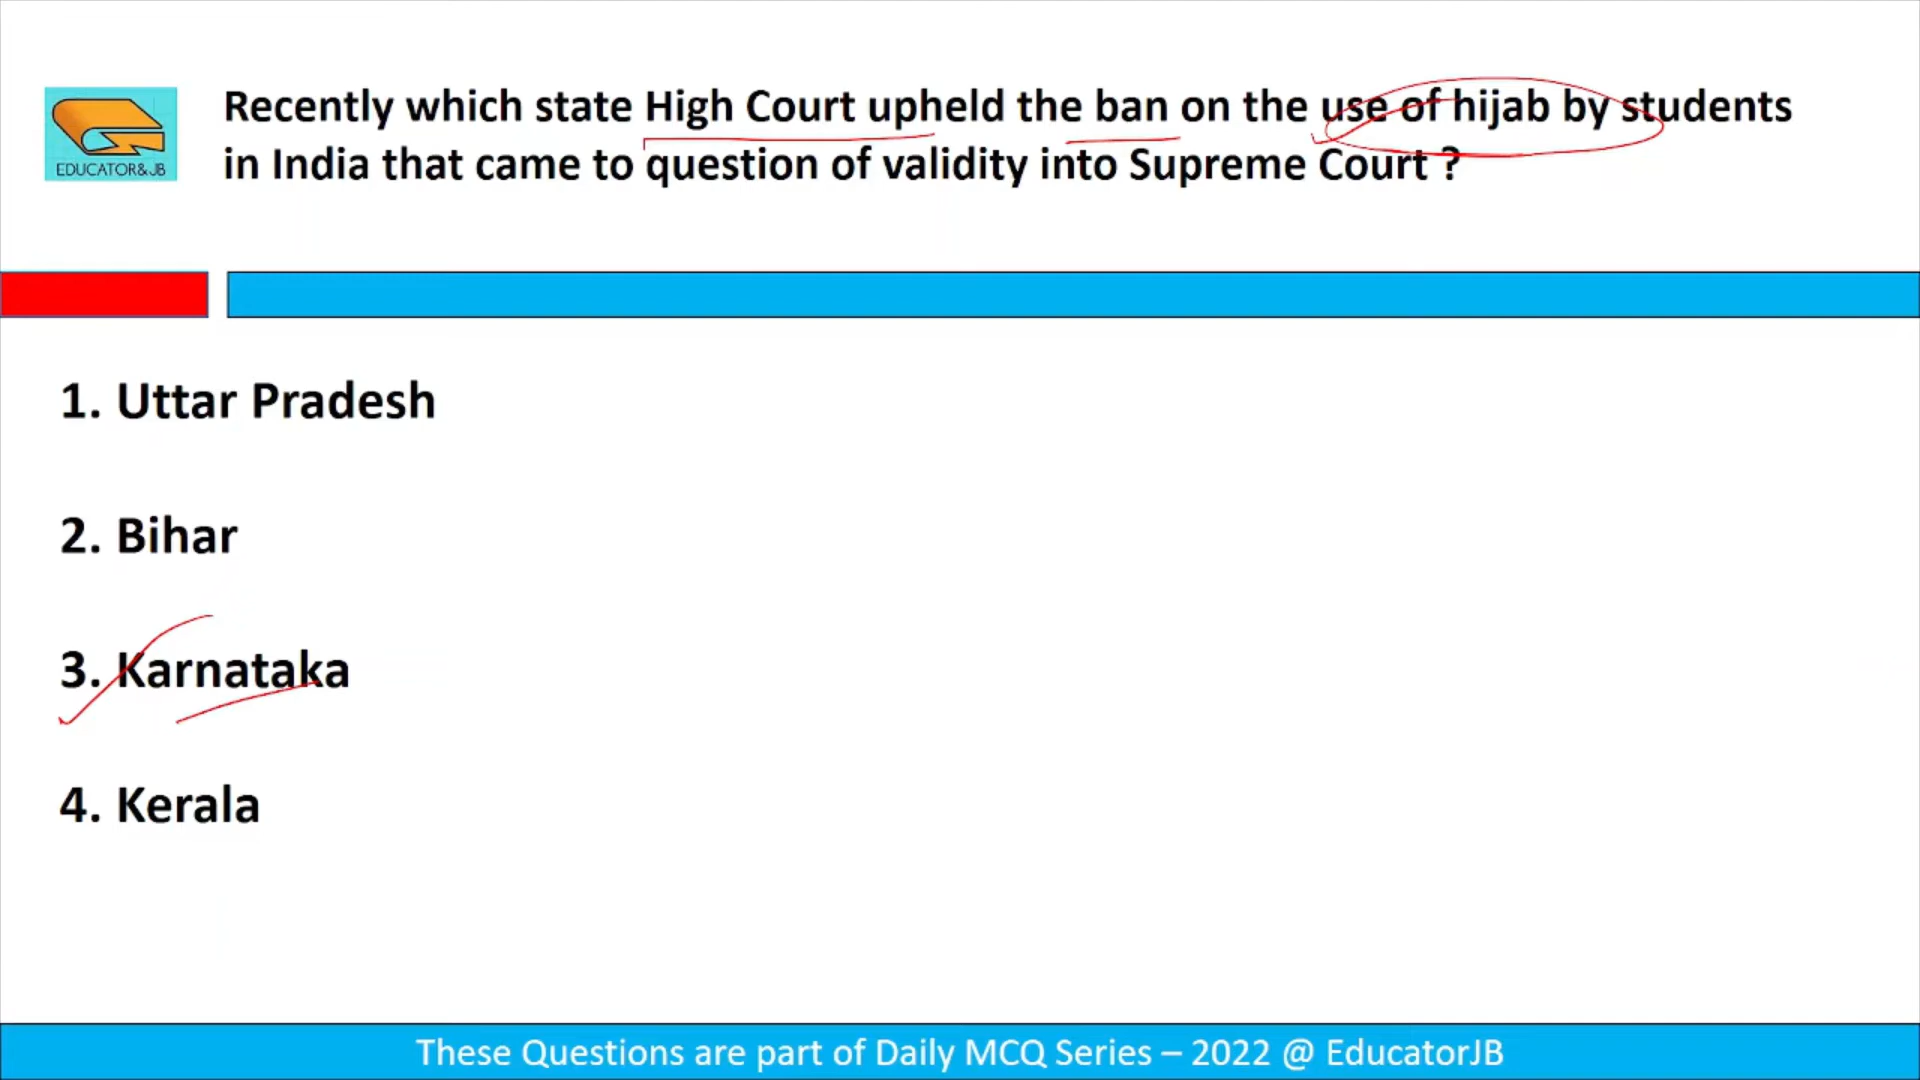 Recently which state High Court upheld the ban on the use of hijab by students
in India that came to question of validity into Supreme Court ?
EDUCATOR&JB
1. Uttar Pradesh
2. Bihar
3. Karnataka
4. Kerala
These Questions are part of Daily MCQ Series – 2022 @ EducatorJB